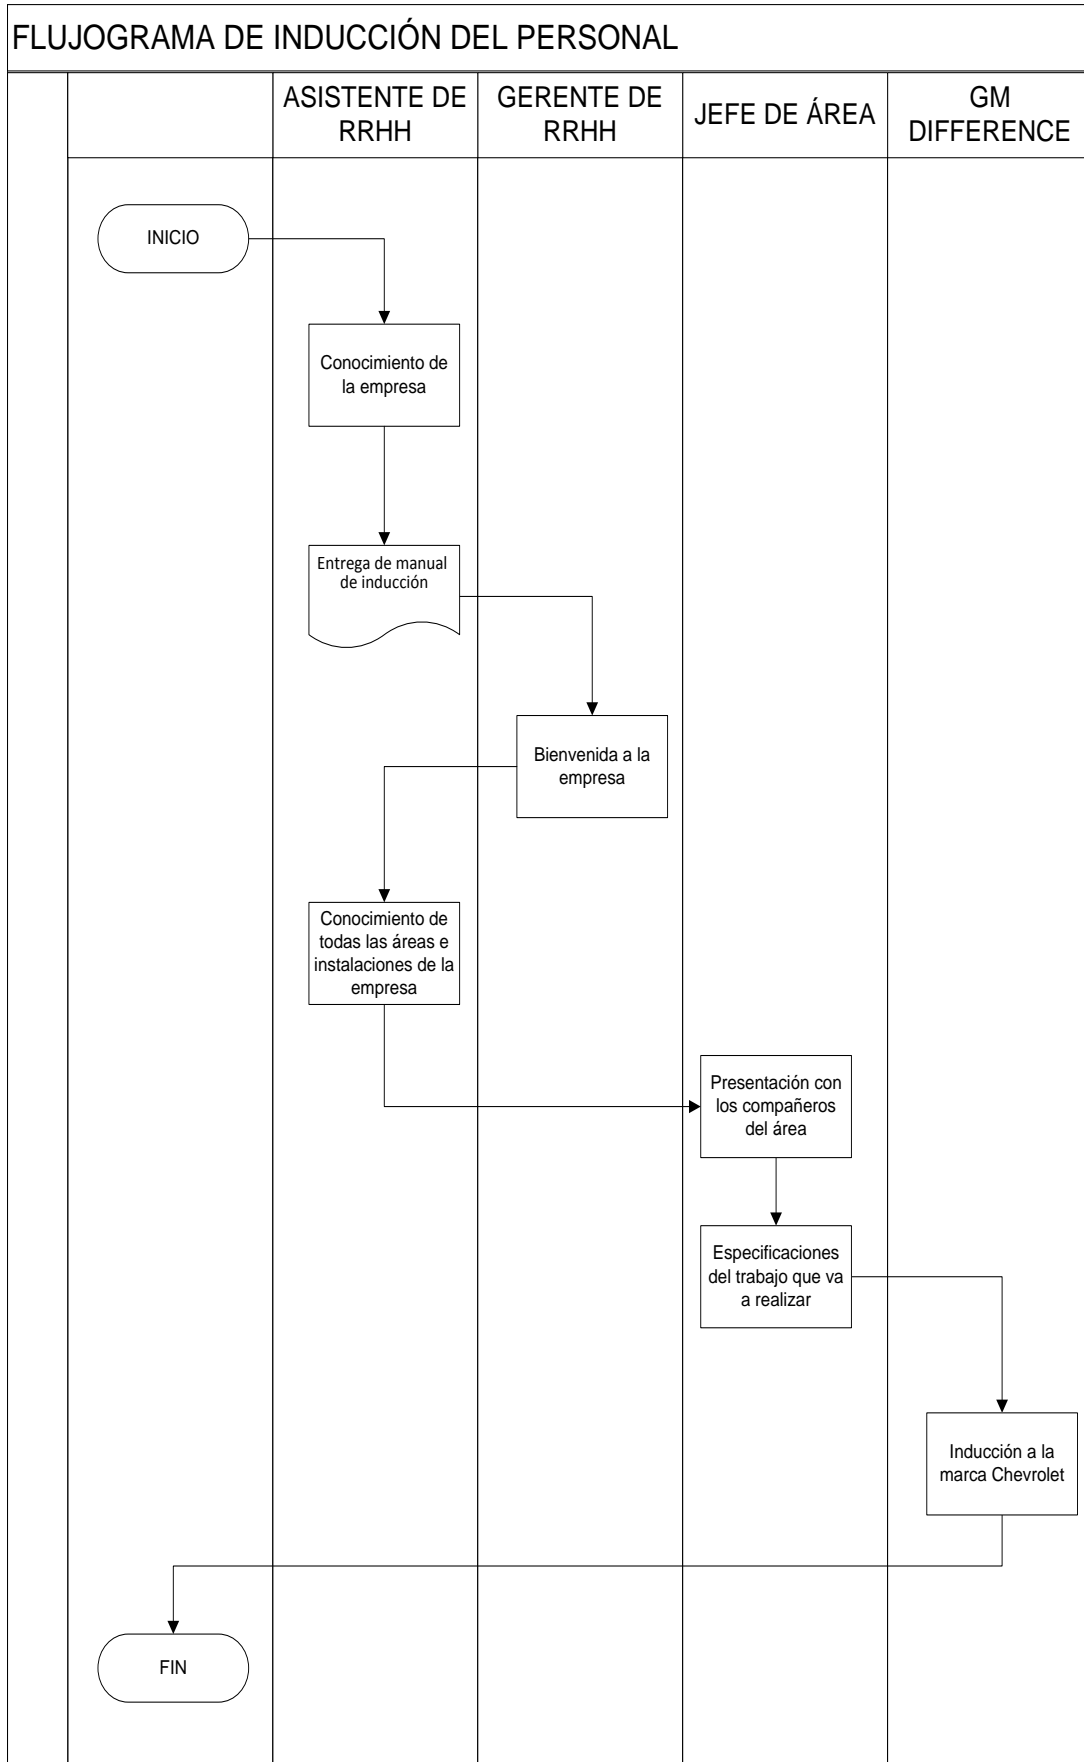 FLUJOGRAMA DE INDUCCIÓN DEL PERSONAL
ASISTENTE DE
RRHH
GERENTE DE
RRHH
JEFE DE ÁREA
GM
DIFFERENCE
INICIO
Conocimiento de
la empresa
Entrega de manual
de inducción
Bienvenida a la
empresa
Conocimiento de
todas las áreas e
instalaciones de la
empresa
Presentación con
los compañeros
del área
Especificaciones
del trabajo que va
a realizar
Inducción a la
marca Chevrolet
FIN